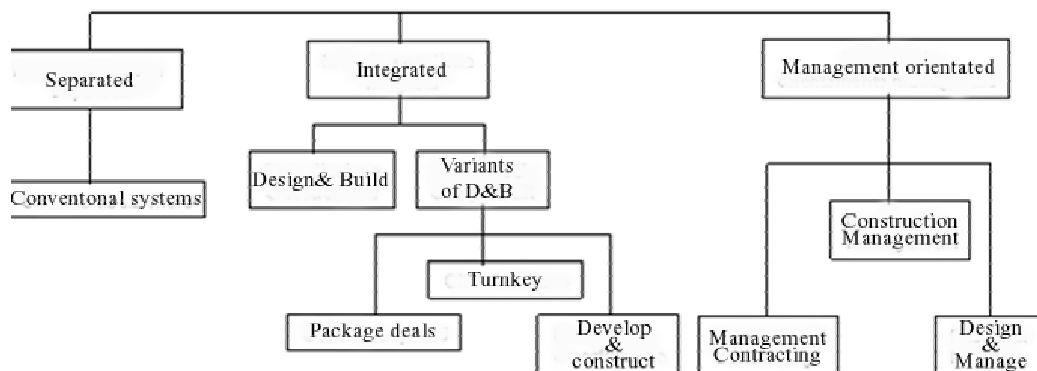 Separated
Integrated
Management orientated
Design& Build
Variants
of D&B
Conventonal systems
Construction
Management
Turnkey
Package deals
Develop
&
construct
Management
Contracting
Design
&
Manage